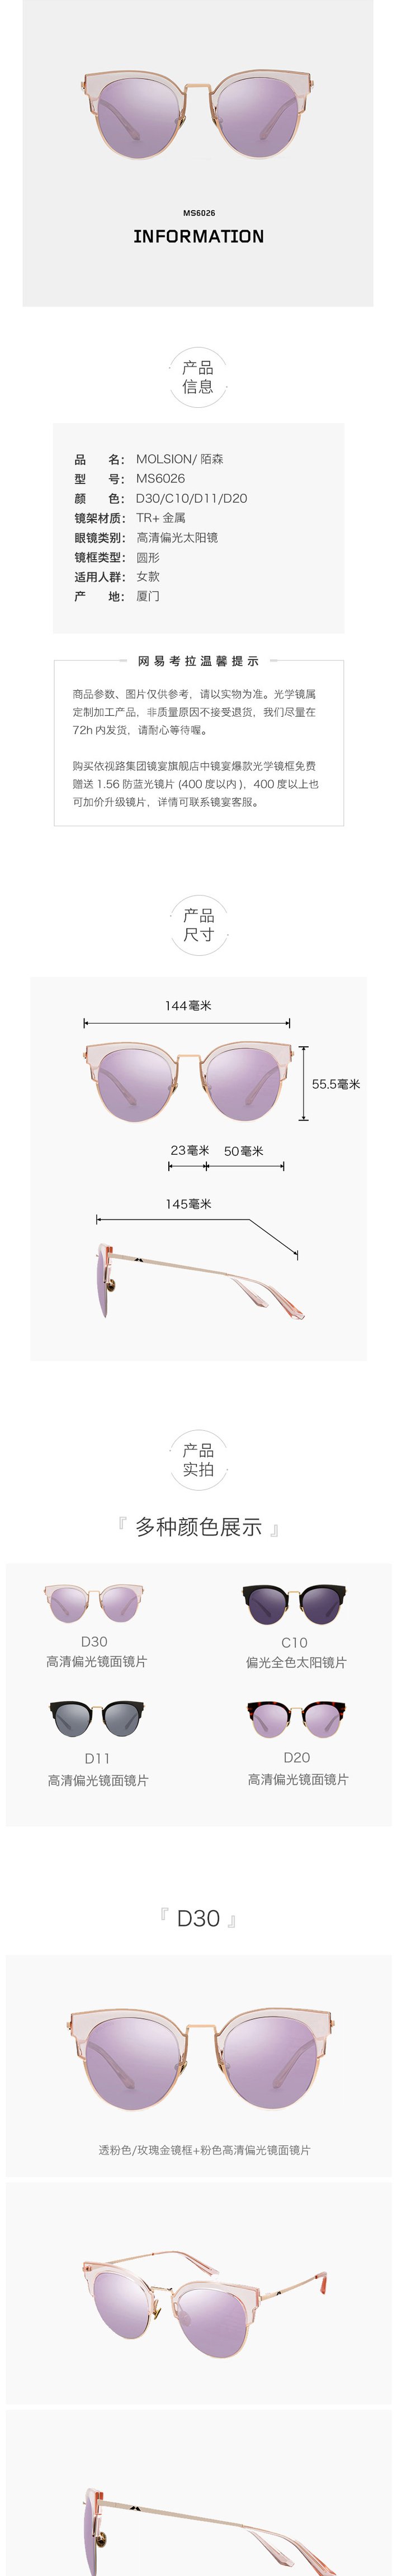 MS6026
INFORMATION
产品
信息
品 名： MOLSION/ 陌森
型 号： MS6026
颜 色： D30/C10/D11/D20
镜架材质： TR+ 金属
眼镜类别： 高清偏光太阳镜
镜框类型： 圆形
适用人群： 女款
产 地： 厦门
网易考拉温馨提示
商品参数、图片仅供参考，请以实物为准。光学镜属
定制加工产品，非质量原因不接受退货，我们尽量在
72h 内发货，请耐心等待喔。
购买依视路集团镜宴旗舰店中镜宴爆款光学镜框免费
赠送 1.56 防蓝光镜片 (400 度以内 )，400 度以上也
可加价升级镜片，详情可联系镜宴客服。
产品
尺寸
144毫米
55.5毫米
23毫米 50毫米
145毫米
产品
实拍
『 多种颜色展示 』
D30
高清偏光镜面镜片
C10
偏光全色太阳镜片
D11
高清偏光镜面镜片
D20
高清偏光镜面镜片
『 D30 』
透粉色/玫瑰金镜框+粉色高清偏光镜面镜片